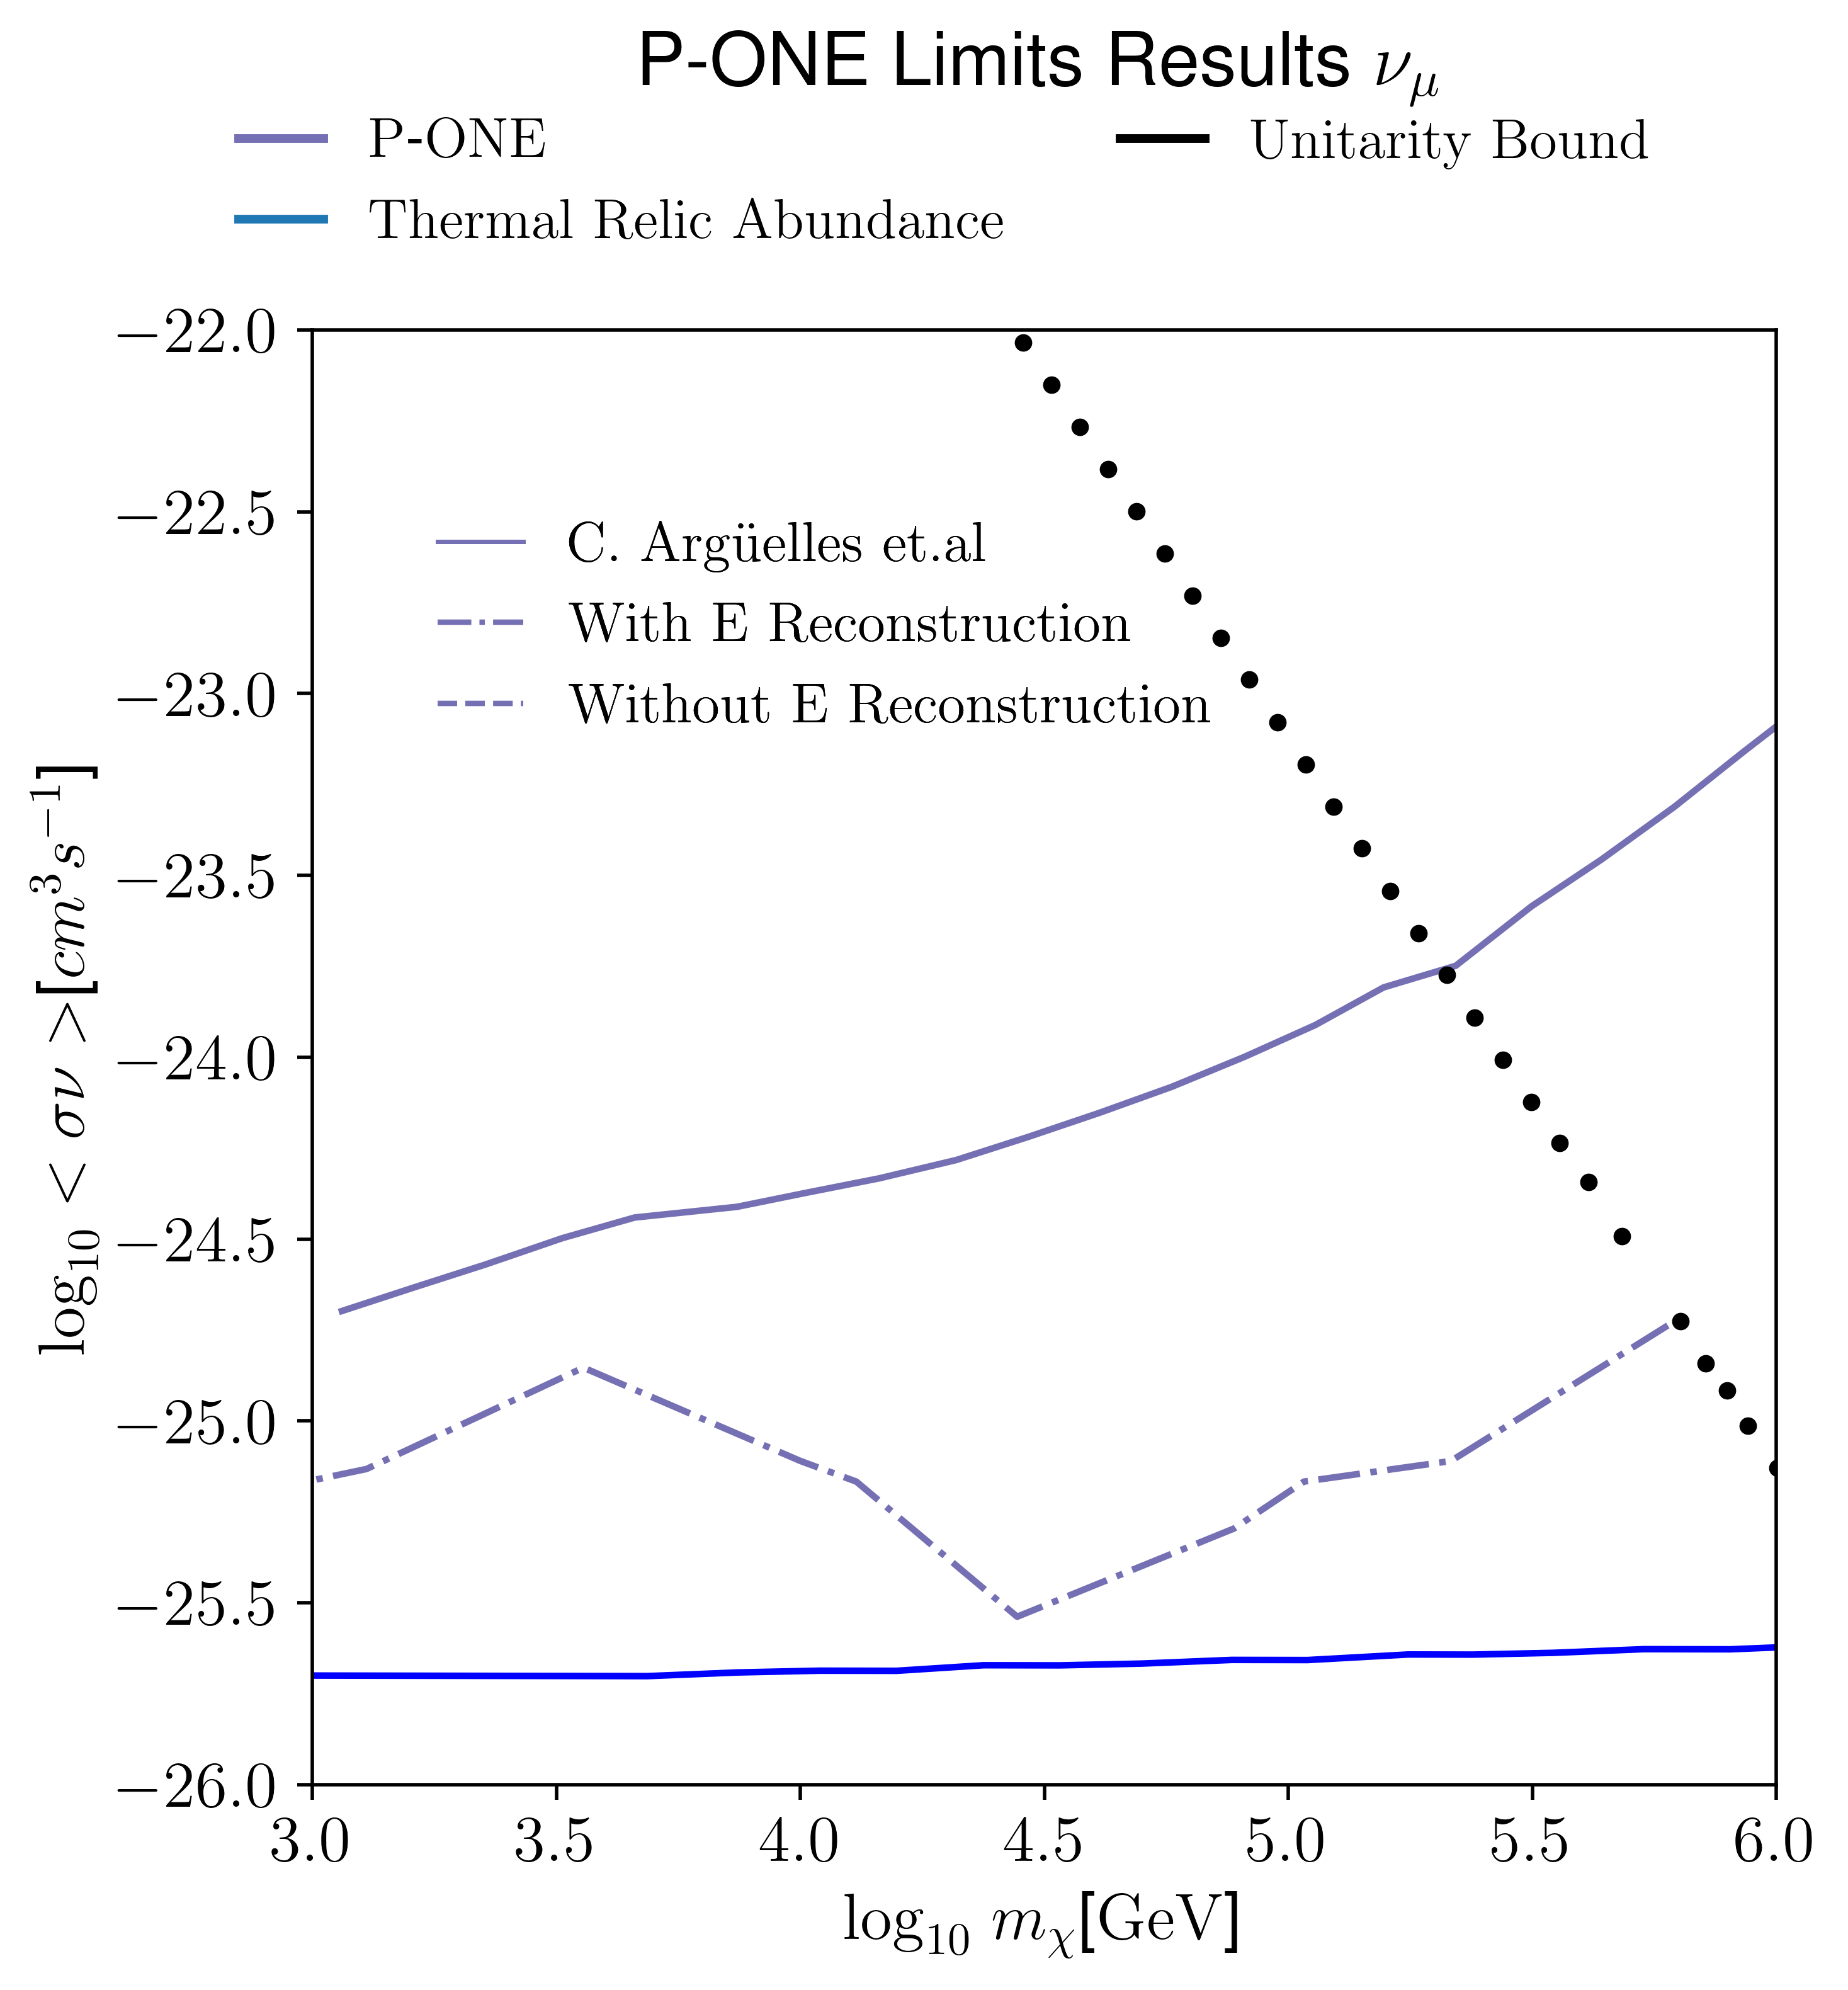 P-ONE Limits Results ν_μ
P-ONE
Unitarity Bound
Thermal Relic Abundance
−22.0
−22.5
−23.0
−23.5
−24.0
−24.5
−25.0
−25.5
−26.0
C. Argüelles et.al
With E Reconstruction
Without E Reconstruction
log₁₀ < σν >[cm³s⁻¹]
3.0 3.5 4.0 4.5 5.0 5.5 6.0
log₁₀ m_χ[GeV]